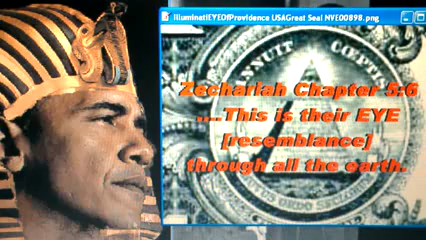 IlluminatiEYEOfProvidence USAGreat Seal NVE00898.png
ANNUIT COEPTIS
Zechariah Chapter 5:6
....This is their EYE
[resemblance]
through all the earth.